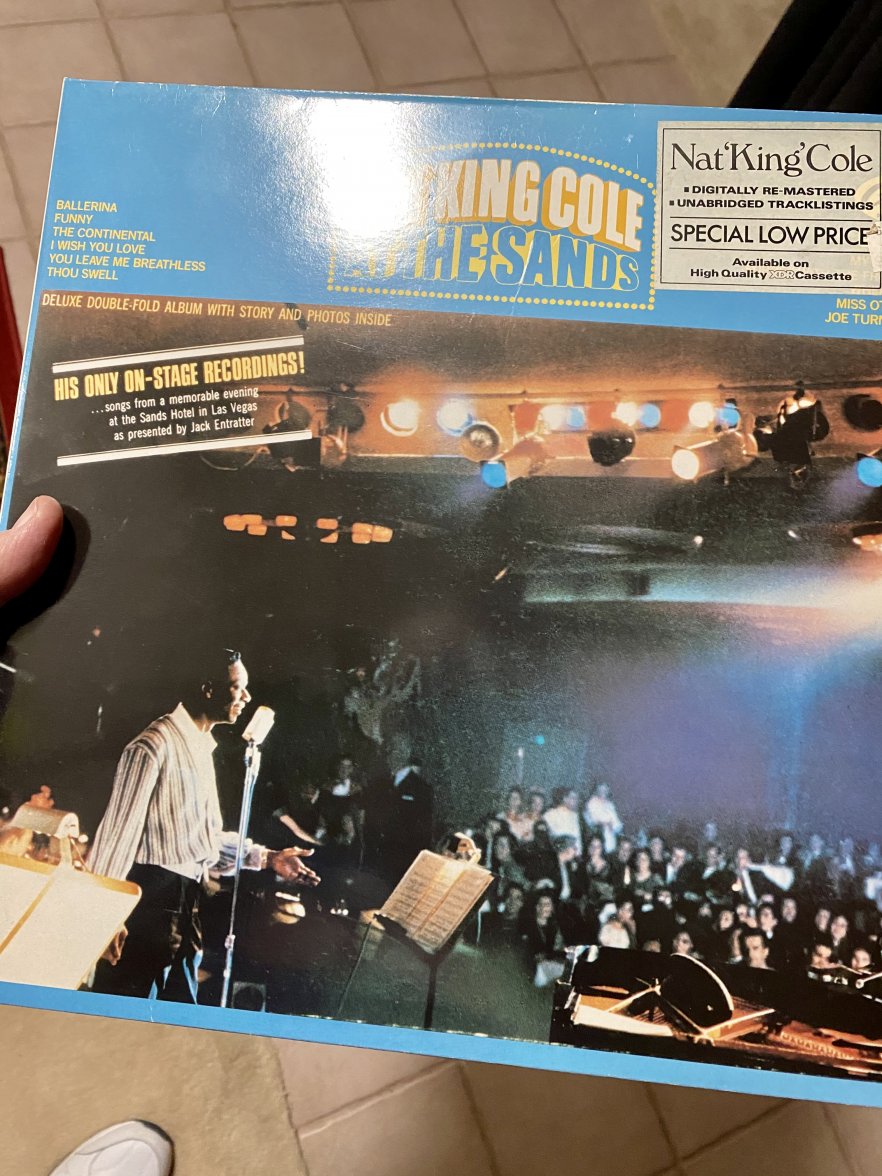 BALLERINA
FUNNY
THE CONTINENTAL
I WISH YOU LOVE
YOU LEAVE ME BREATHLESS
THOU SWELL
KING COLE
THE SANDS
Nat 'King' Cole
▪ DIGITALLY RE-MASTERED
▪ UNABRIDGED TRACKLISTINGS
SPECIAL LOW PRICE
Available on
High Quality XDR Cassette
MISS OT
JOE TURN
DELUXE DOUBLE-FOLD ALBUM WITH STORY AND PHOTOS INSIDE
HIS ONLY ON-STAGE RECORDINGS!
...songs from a memorable evening
at the Sands Hotel in Las Vegas
as presented by Jack Entratter